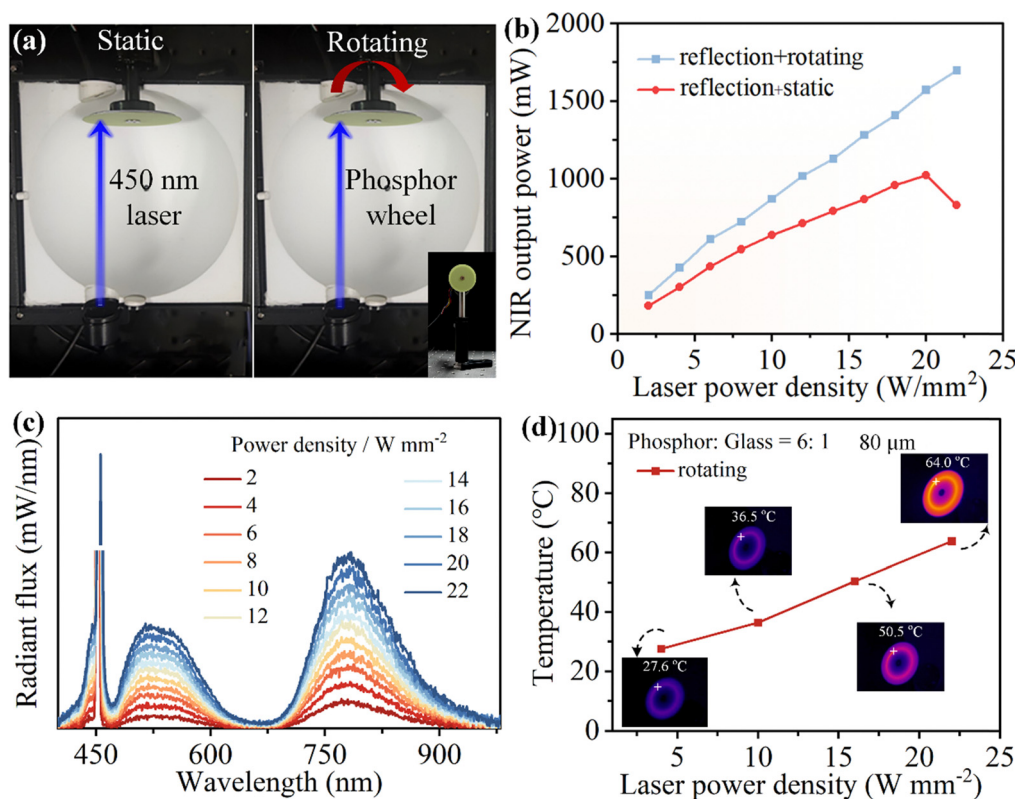 (a)
Static
Rotating
450 nm
laser
Phosphor
wheel
(b)
NIR output power (mW)
2000
1500
1000
500
0
reflection+rotating
reflection+static
0
5
10
15
20
25
Laser power density (W/mm²)
(c)
Radiant flux (mW/nm)
Power density / W mm⁻²
2
4
6
8
10
12
14
16
18
20
22
450
600
750
900
Wavelength (nm)
(d)
Temperature (°C)
100
80
60
40
20
0
Phosphor: Glass = 6: 1 80 μm
rotating
64.0 °C
36.5 °C
27.6 °C
50.5 °C
5
10
15
20
25
Laser power density (W mm⁻²)